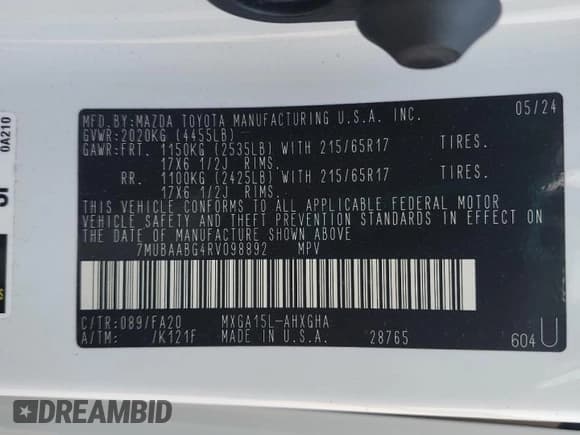 0A210
MFD.BY:MAZDA TOYOTA MANUFACTURING U.S.A. INC. 05/24
GVWR:2020KG (4455LB)
GAWR:FRT. 1150KG (2535LB) WITH 215/65R17 TIRES.
17X6 1/2J RIMS.
RR. 1100KG (2425LB) WITH 215/65R17 TIRES.
17X6 1/2J RIMS.
THIS VEHICLE CONFORMS TO ALL APPLICABLE FEDERAL MOTOR
VEHICLE SAFETY AND THEFT PREVENTION STANDARDS IN EFFECT ON
THE DATE OF MANUFACTURE SHOWN ABOVE
7MUBAABG4RV098892 MPV
C/TR:089/FA20 MXGA15L-AHXGHA
A/TM: /K121F MADE IN U.S.A. 28765 604 U
DREAMBID